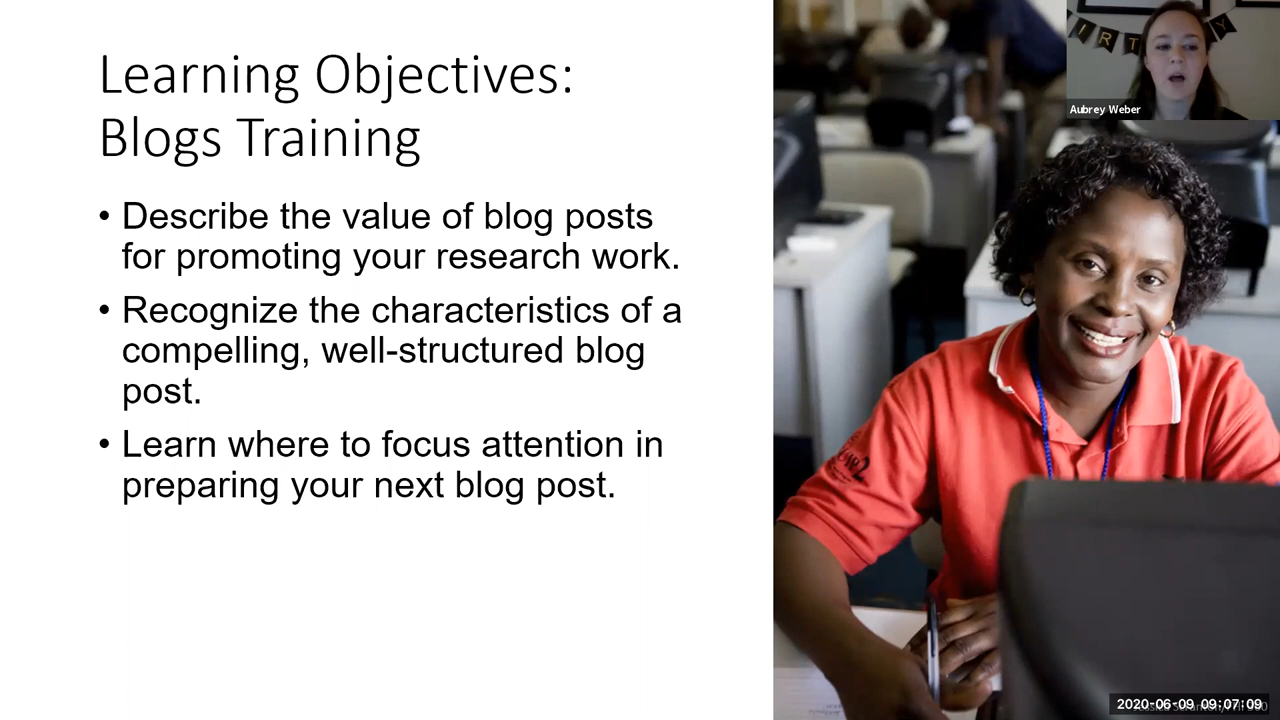 Learning Objectives:
Blogs Training
• Describe the value of blog posts
for promoting your research work.
• Recognize the characteristics of a
compelling, well-structured blog
post.
• Learn where to focus attention in
preparing your next blog post.
IRT Y
Aubrey Weber
2020-06-09 09:07:09